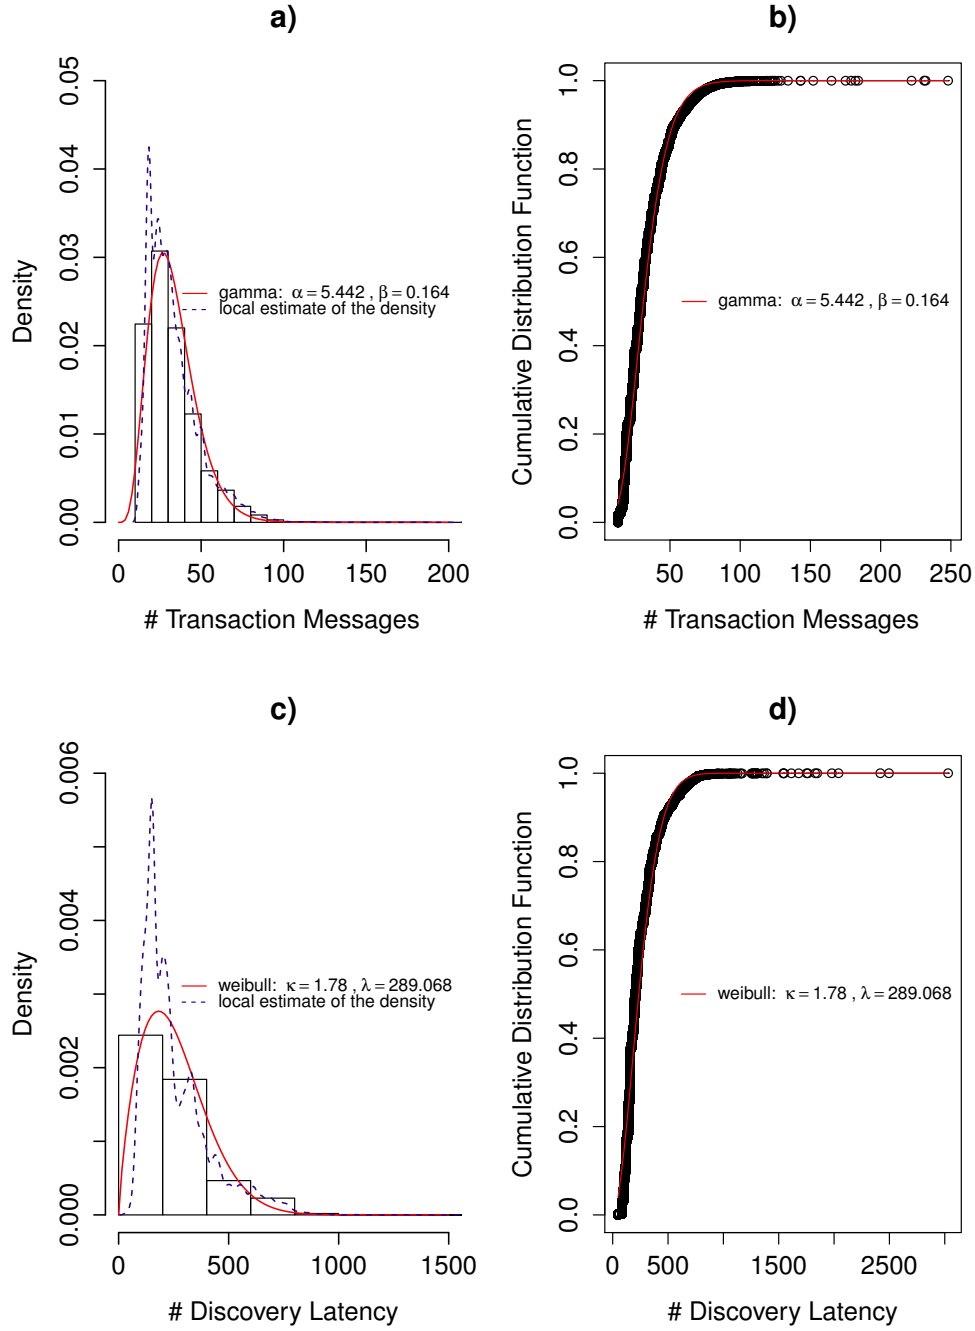 a)
Density
0.00
0.01
0.02
0.03
0.04
0.05
gamma: α = 5.442 , β = 0.164
local estimate of the density
0
50
100
150
200
# Transaction Messages
b)
Cumulative Distribution Function
0.0
0.2
0.4
0.6
0.8
1.0
gamma: α = 5.442 , β = 0.164
50
100
150
200
250
# Transaction Messages
c)
Density
0.000
0.002
0.004
0.006
weibull: κ = 1.78 , λ = 289.068
local estimate of the density
0
500
1000
1500
# Discovery Latency
d)
Cumulative Distribution Function
0.0
0.2
0.4
0.6
0.8
1.0
weibull: κ = 1.78 , λ = 289.068
0
500
1500
2500
# Discovery Latency